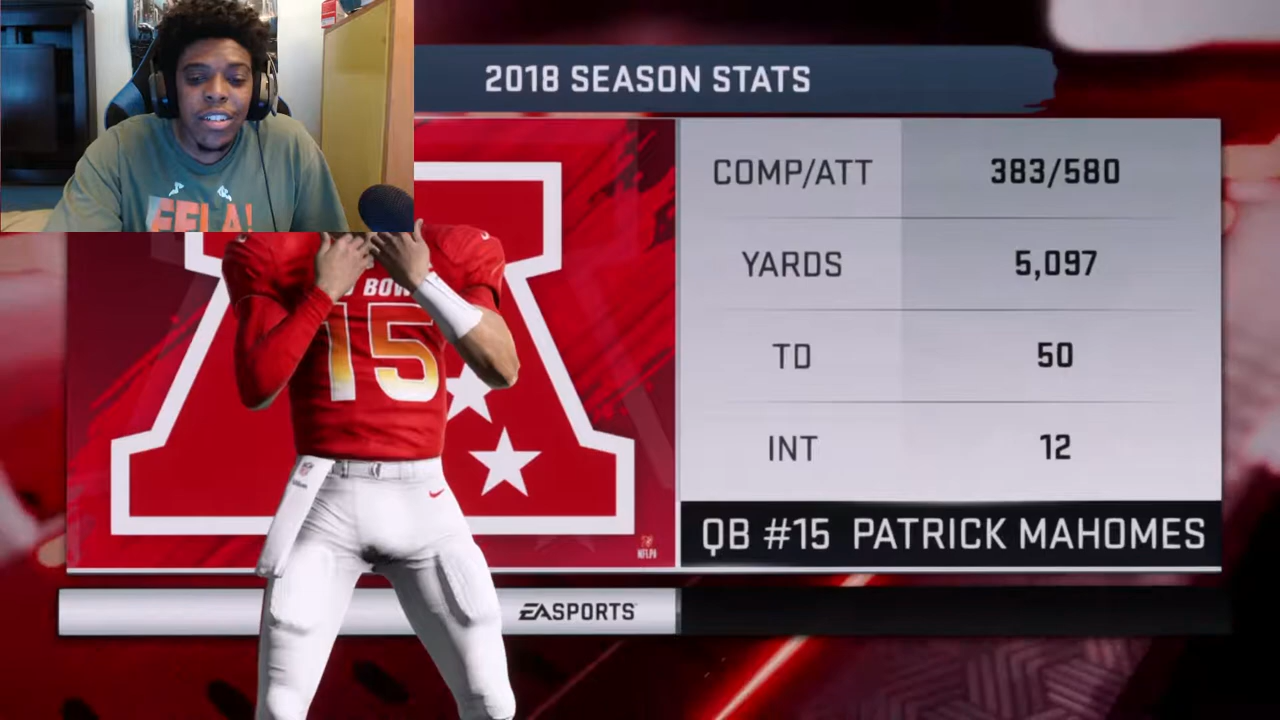 2018 SEASON STATS
COMP/ATT 383/580
YARDS 5,097
TD 50
INT 12
QB #15 PATRICK MAHOMES
BOW
15
EA SPORTS